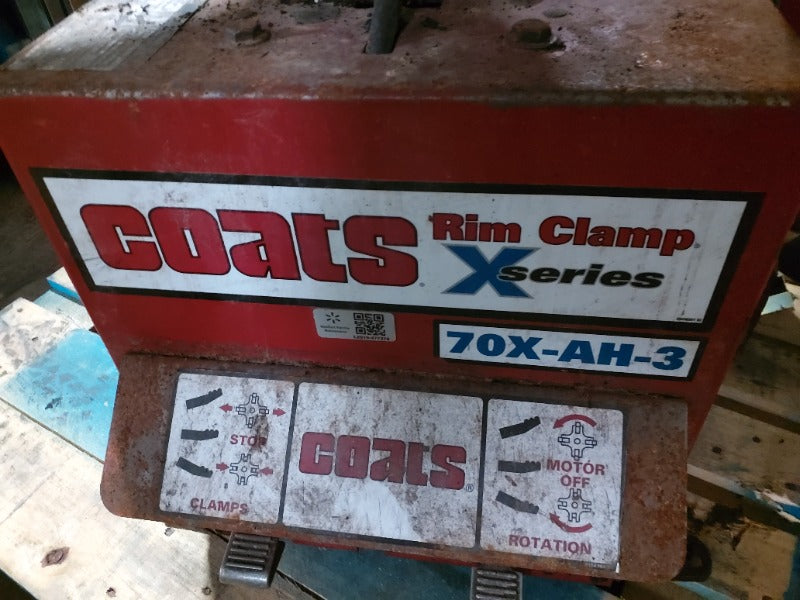 coats® Rim Clamp®
X series
70X-AH-3
STOP
CLAMPS
coats®
MOTOR
OFF
ROTATION